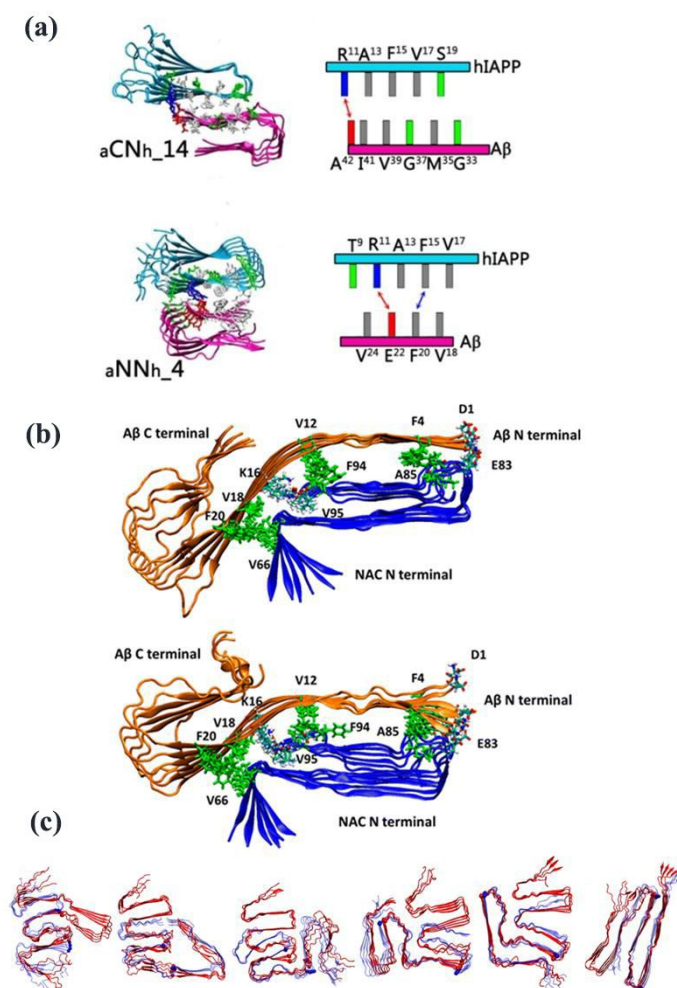 (a)
R11 A13 F15 V17 S19
hIAPP
aCNh_14
Aβ
A42 I41 V39 G37 M35 G33
T9 R11 A13 F15 V17
hIAPP
aNNh_4
Aβ
V24 E22 F20 V18
(b)
Aβ C terminal
V12
F4
D1
Aβ N terminal
K16
F94
A85
E83
V18
F20
V95
V66
NAC N terminal
Aβ C terminal
D1
V12
F4
K16
Aβ N terminal
V18
F94
A85
F20
E83
V95
V66
NAC N terminal
(c)